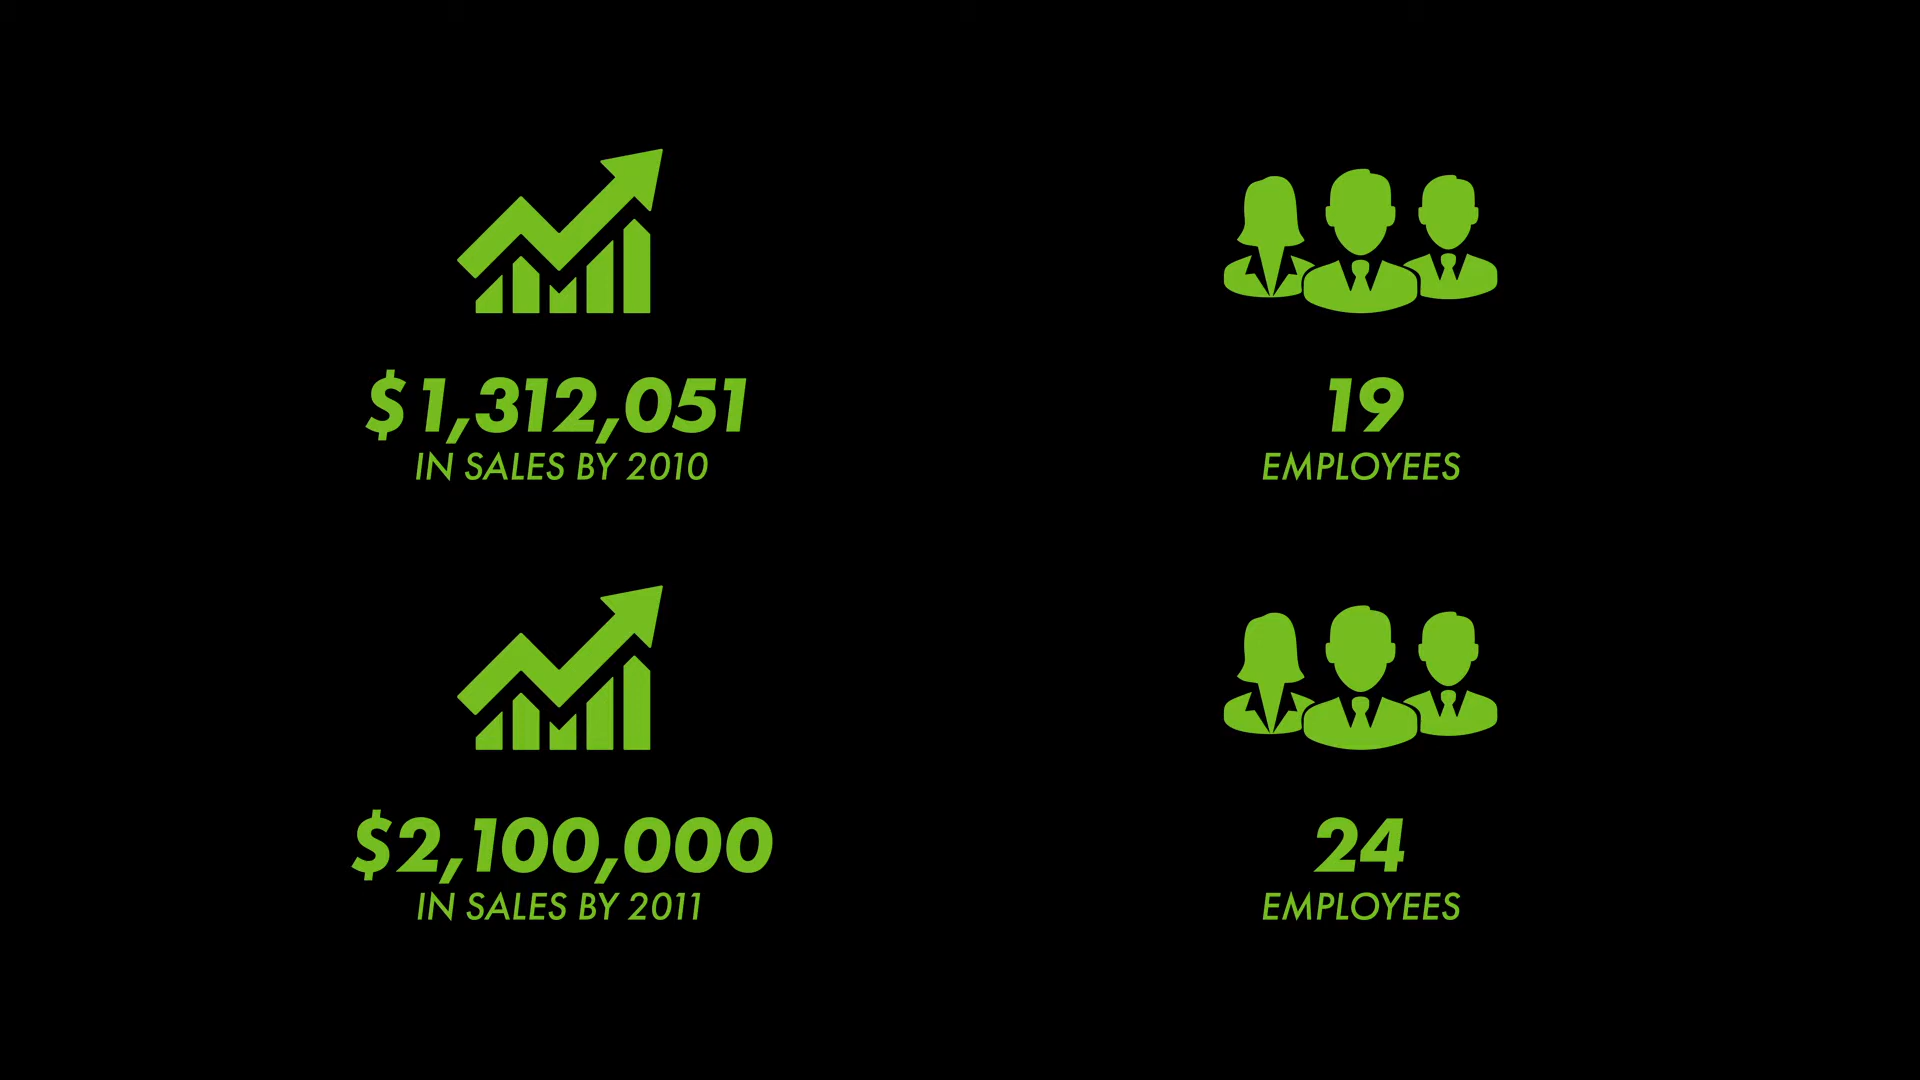 $1,312,051
IN SALES BY 2010
19
EMPLOYEES
$2,100,000
IN SALES BY 2011
24
EMPLOYEES